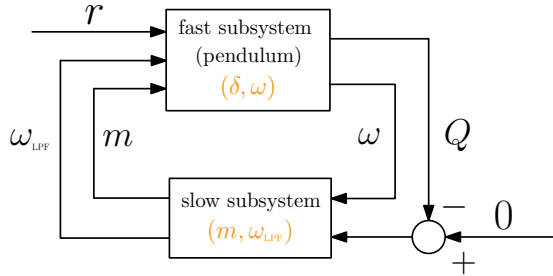 r
fast subsystem
(pendulum)
(δ, ω)
ω_LPF
m
ω
Q
slow subsystem
(m, ω_LPF)
−
0
+